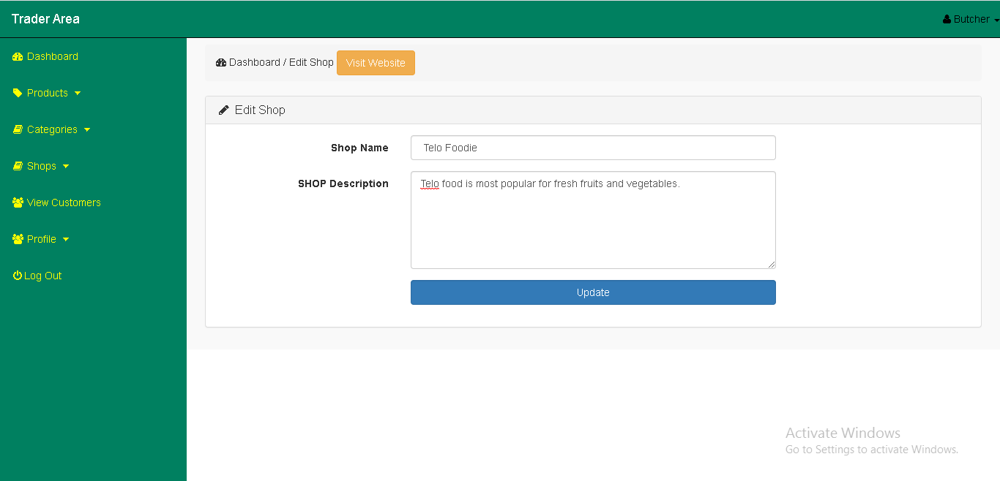 Trader Area
Butcher
Dashboard
Products
Categories
Shops
View Customers
Profile
Log Out
Dashboard / Edit Shop Visit Website
Edit Shop
Shop Name Telo Foodie
SHOP Description Telo food is most popular for fresh fruits and vegetables.
Update
Activate Windows
Go to Settings to activate Windows.